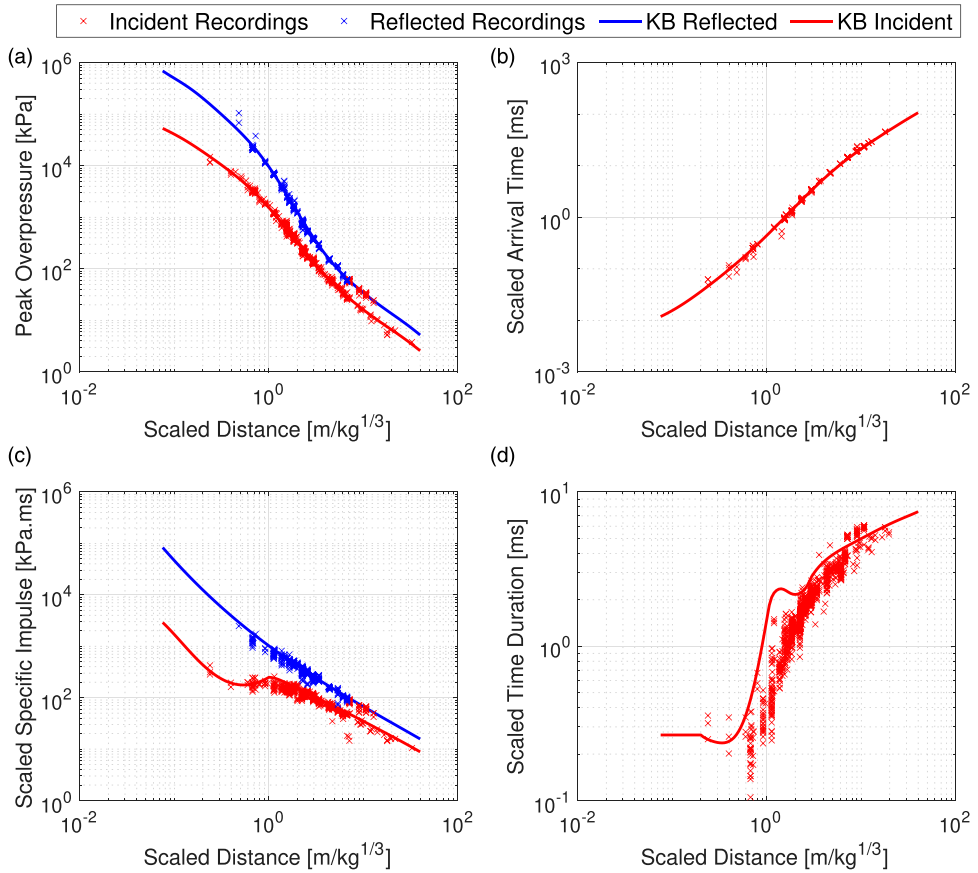 Incident Recordings Reflected Recordings KB Reflected KB Incident
(a)
Peak Overpressure [kPa]
10^6
10^4
10^2
10^0
10^-2 10^0 10^2
Scaled Distance [m/kg^1/3]
(b)
Scaled Arrival Time [ms]
10^3
10^0
10^-3
10^-2 10^0 10^2
Scaled Distance [m/kg^1/3]
(c)
Scaled Specific Impulse [kPa.ms]
10^6
10^4
10^2
10^0
10^-2 10^0 10^2
Scaled Distance [m/kg^1/3]
(d)
Scaled Time Duration [ms]
10^1
10^0
10^-1
10^-2 10^0 10^2
Scaled Distance [m/kg^1/3]